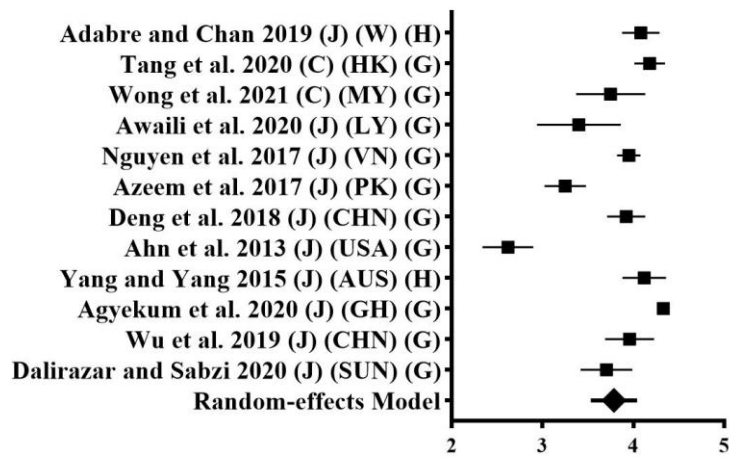 Adabre and Chan 2019 (J) (W) (H)
Tang et al. 2020 (C) (HK) (G)
Wong et al. 2021 (C) (MY) (G)
Awaili et al. 2020 (J) (LY) (G)
Nguyen et al. 2017 (J) (VN) (G)
Azeem et al. 2017 (J) (PK) (G)
Deng et al. 2018 (J) (CHN) (G)
Ahn et al. 2013 (J) (USA) (G)
Yang and Yang 2015 (J) (AUS) (H)
Agyekum et al. 2020 (J) (GH) (G)
Wu et al. 2019 (J) (CHN) (G)
Dalirazar and Sabzi 2020 (J) (SUN) (G)
Random-effects Model
2 3 4 5